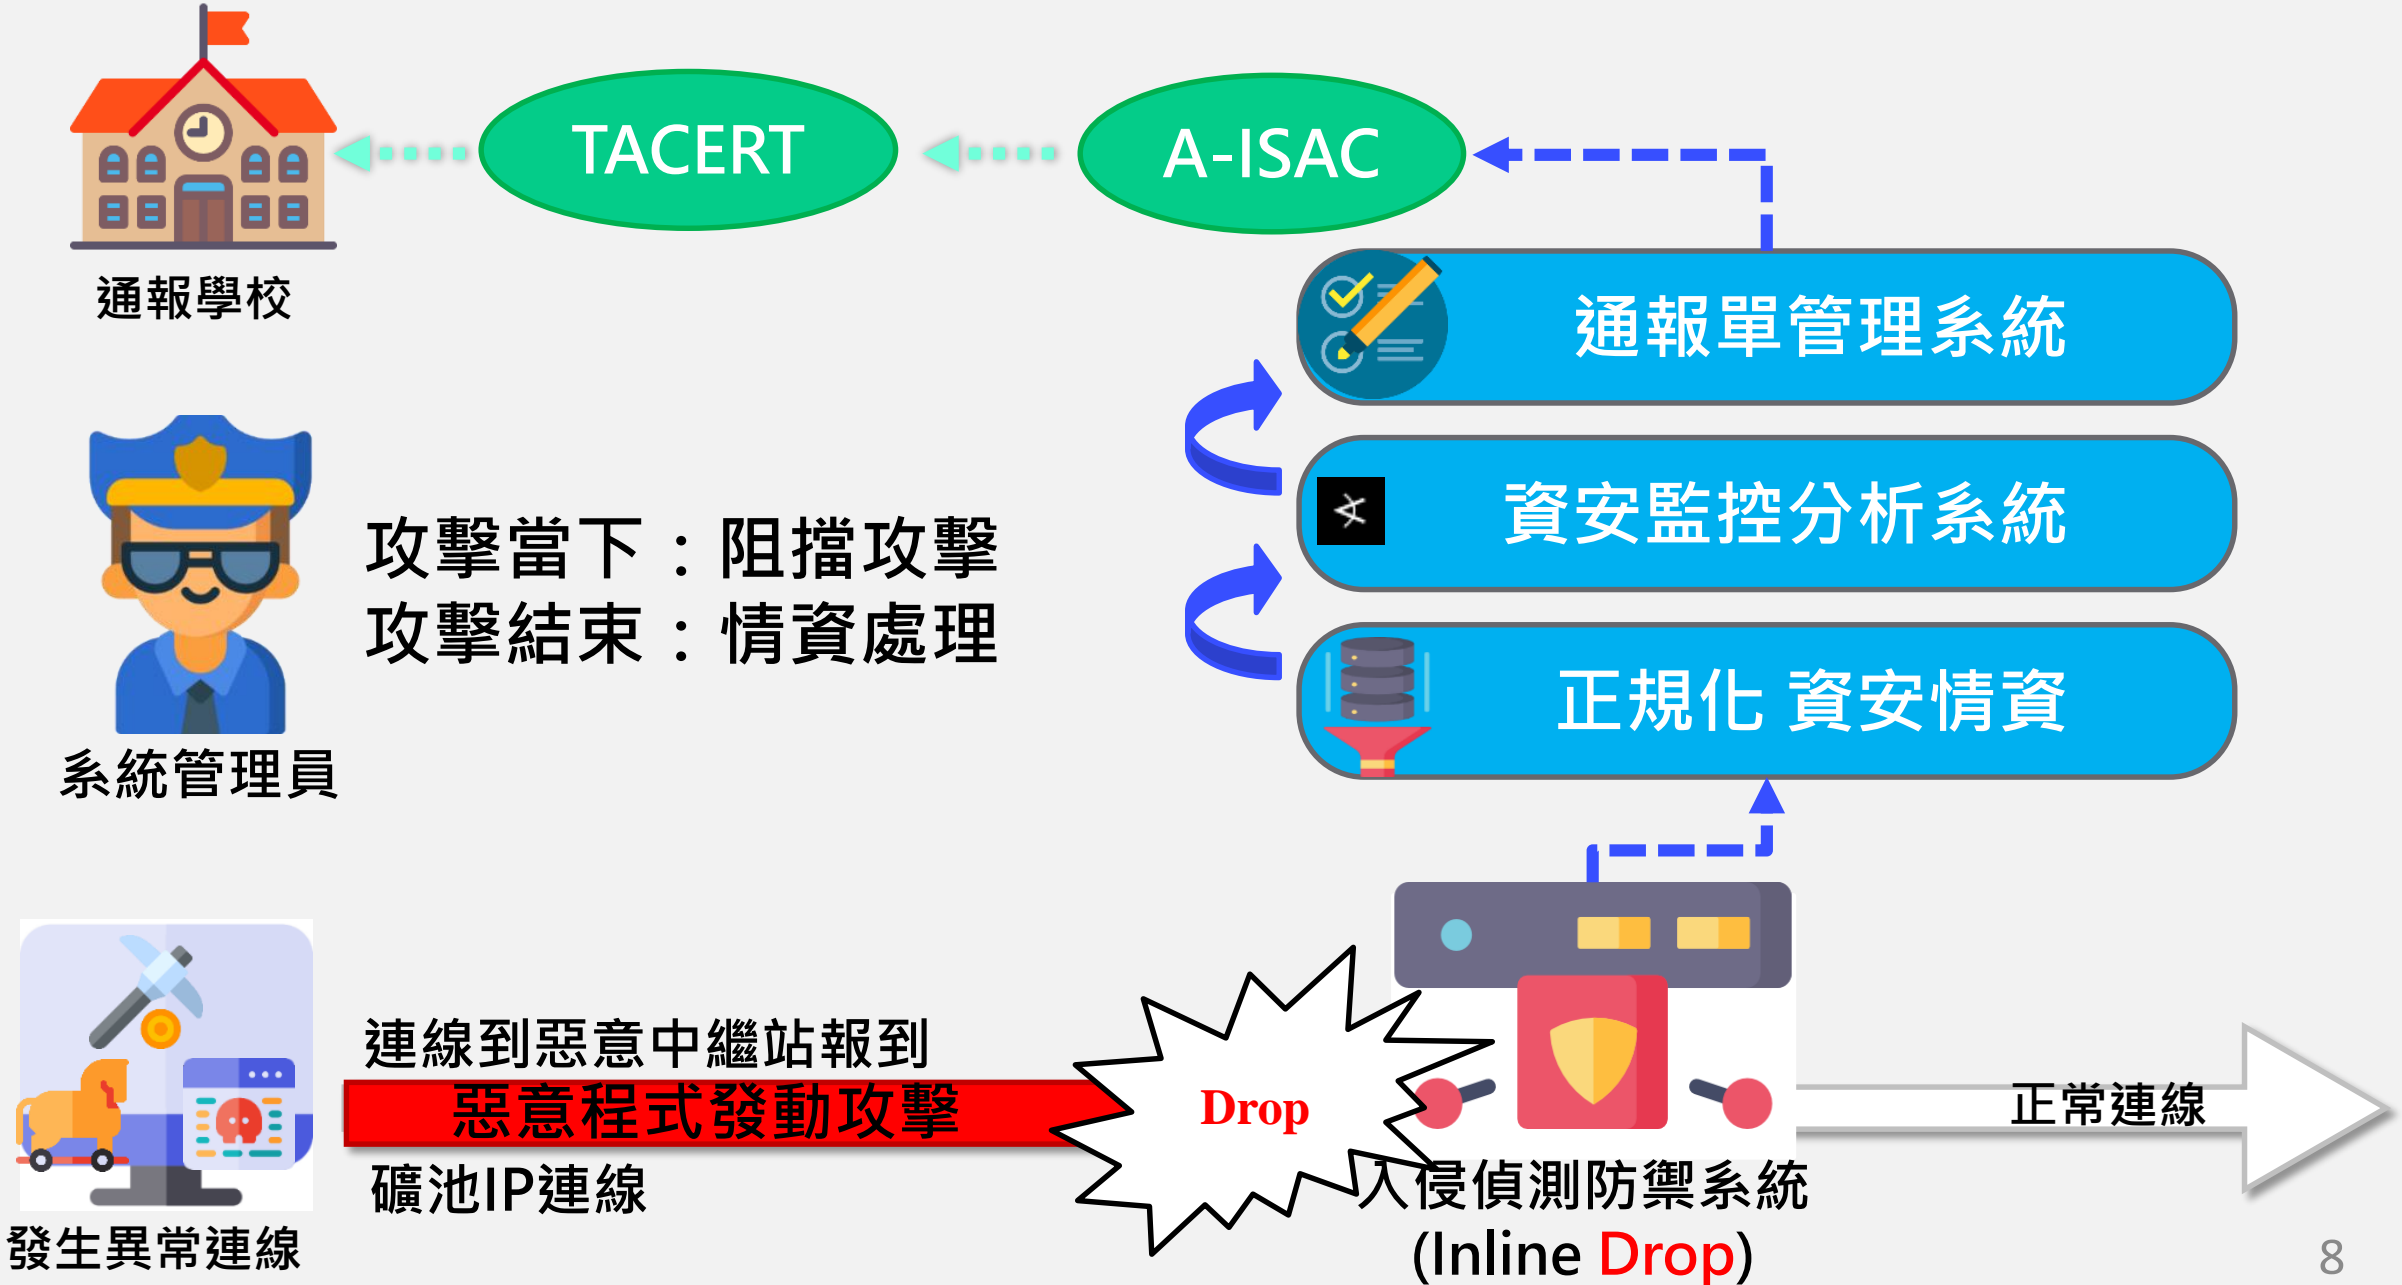 TACERT
A-ISAC
通報學校
通報單管理系統
資安監控分析系統
正規化 資安情資
攻擊當下：阻擋攻擊
攻擊結束：情資處理
系統管理員
連線到惡意中繼站報到
惡意程式發動攻擊
礦池IP連線
Drop
正常連線
入侵偵測防禦系統
(Inline Drop)
發生異常連線
8